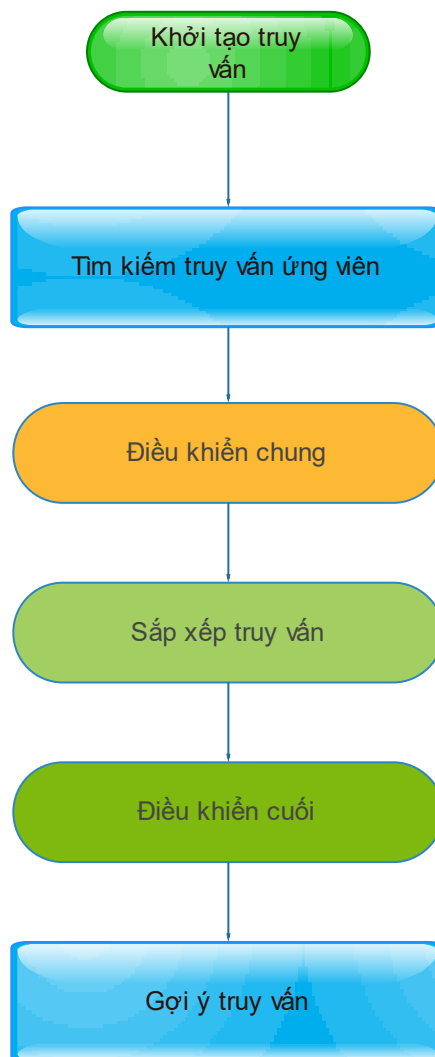 Khởi tạo truy
vấn
Tìm kiếm truy vấn ứng viên
Điều khiển chung
Sắp xếp truy vấn
Điều khiển cuối
Gợi ý truy vấn